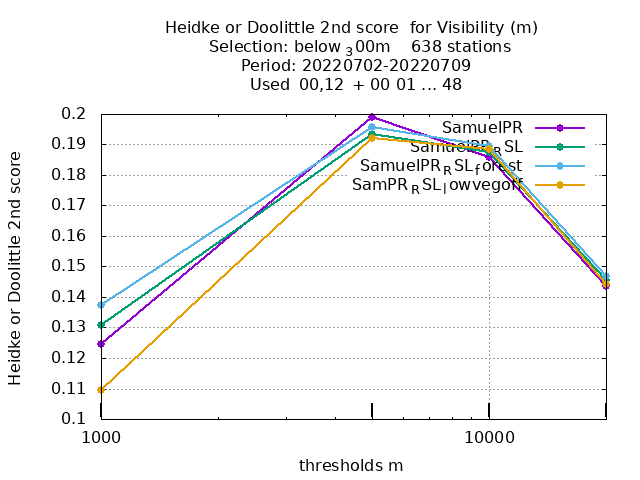 Heidke or Doolittle 2nd score  for Visibility (m)
Selection: below ₃00m    638 stations
Period: 20220702-20220709
Used  00,12  + 00 01 ... 48
Heidke or Doolittle 2nd score
0.2
0.19
0.18
0.17
0.16
0.15
0.14
0.13
0.12
0.11
0.1
SamuelPR
SamuelPR_RSL
SamuelPR_RSL_forest
SamPR_RSL_lowvegoff
1000
10000
thresholds m